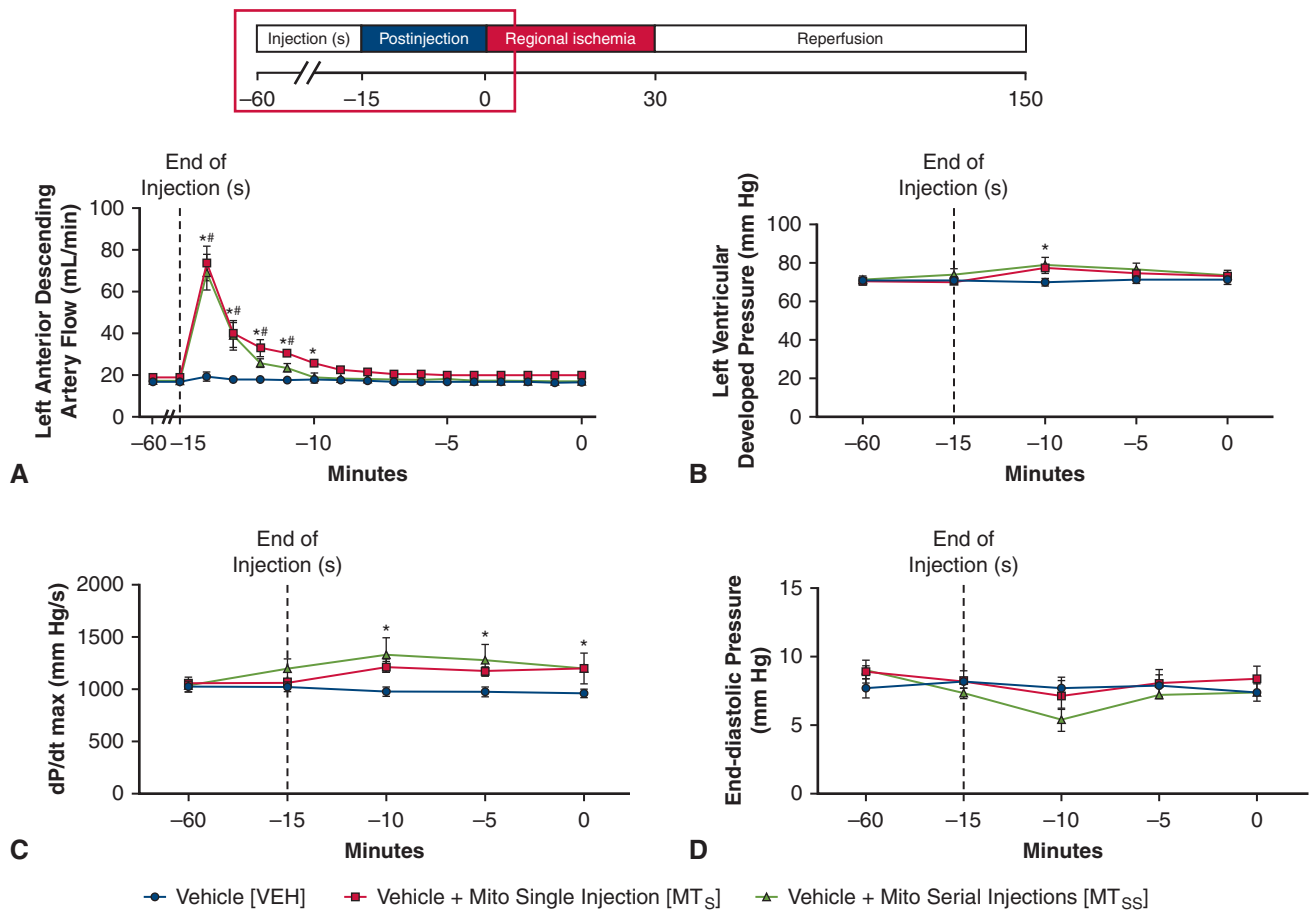 Injection (s) Postinjection Regional ischemia Reperfusion
–60 –15 0 30 150
End of
Injection (s)
Left Anterior Descending
Artery Flow (mL/min)
100
80
60
40
20
0
*#
*#
*#
*#
*
–60 –15 –10 –5 0
Minutes
A
End of
Injection (s)
Left Ventricular
Developed Pressure (mm Hg)
100
80
60
40
20
0
*
–60 –15 –10 –5 0
Minutes
B
End of
Injection (s)
dP/dt max (mm Hg/s)
2000
1500
1000
500
0
*
*
*
–60 –15 –10 –5 0
Minutes
C
End of
Injection (s)
End-diastolic Pressure
(mm Hg)
15
10
5
0
–60 –15 –10 –5 0
Minutes
D
Vehicle [VEH] Vehicle + Mito Single Injection [MTS] Vehicle + Mito Serial Injections [MTSS]